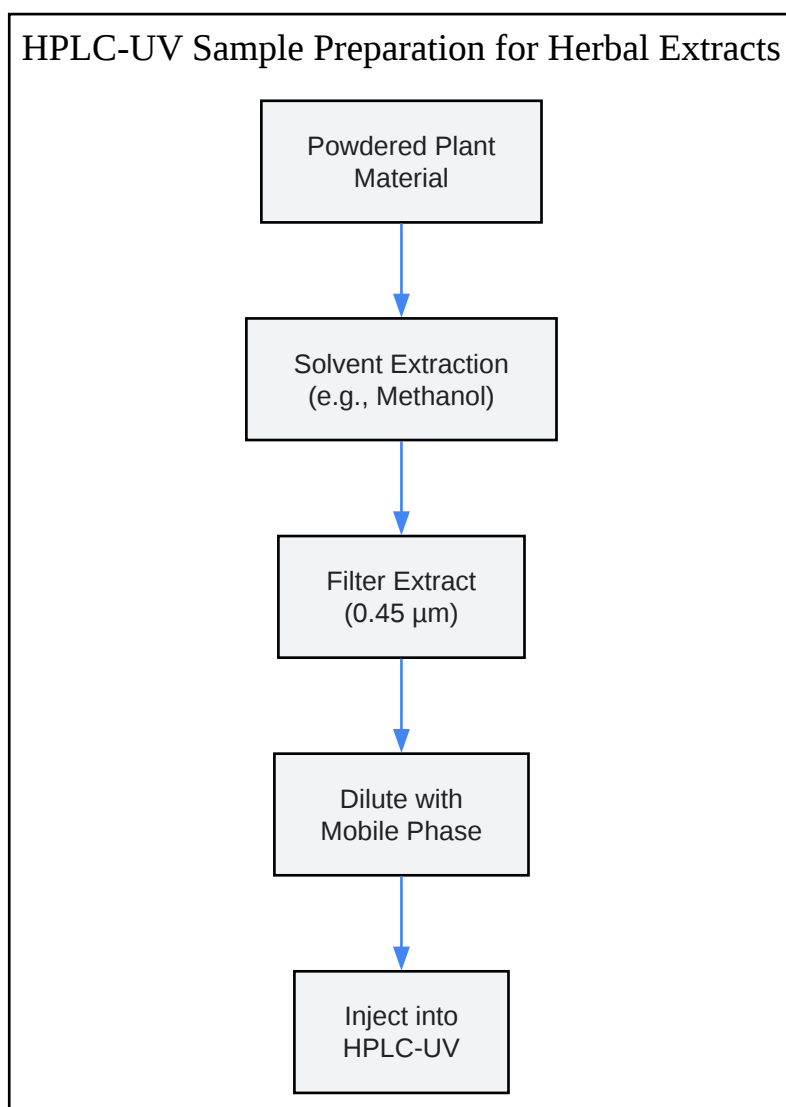 HPLC-UV Sample Preparation for Herbal Extracts
Powdered Plant
Material
Solvent Extraction
(e.g., Methanol)
Filter Extract
(0.45 µm)
Dilute with
Mobile Phase
Inject into
HPLC-UV